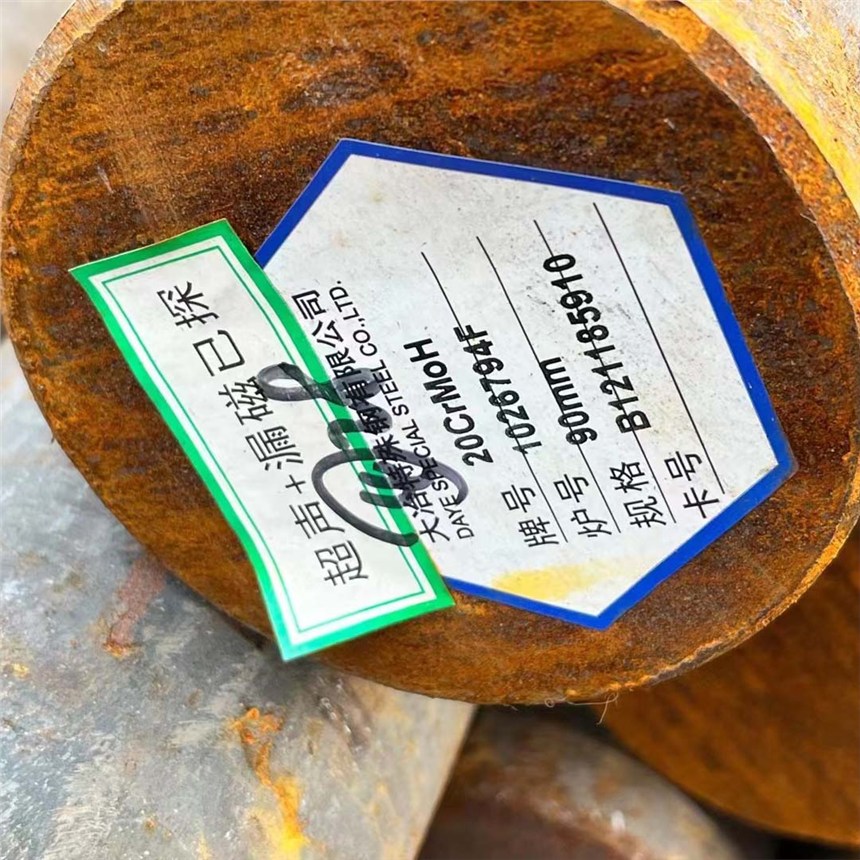 超声+漏磁已探
大冶特殊钢有限公司
DAYE SPECIAL STEEL CO.,LTD.
牌号 20CrMoH
炉号 1026794F
规格 90mm
卡号 B121185910